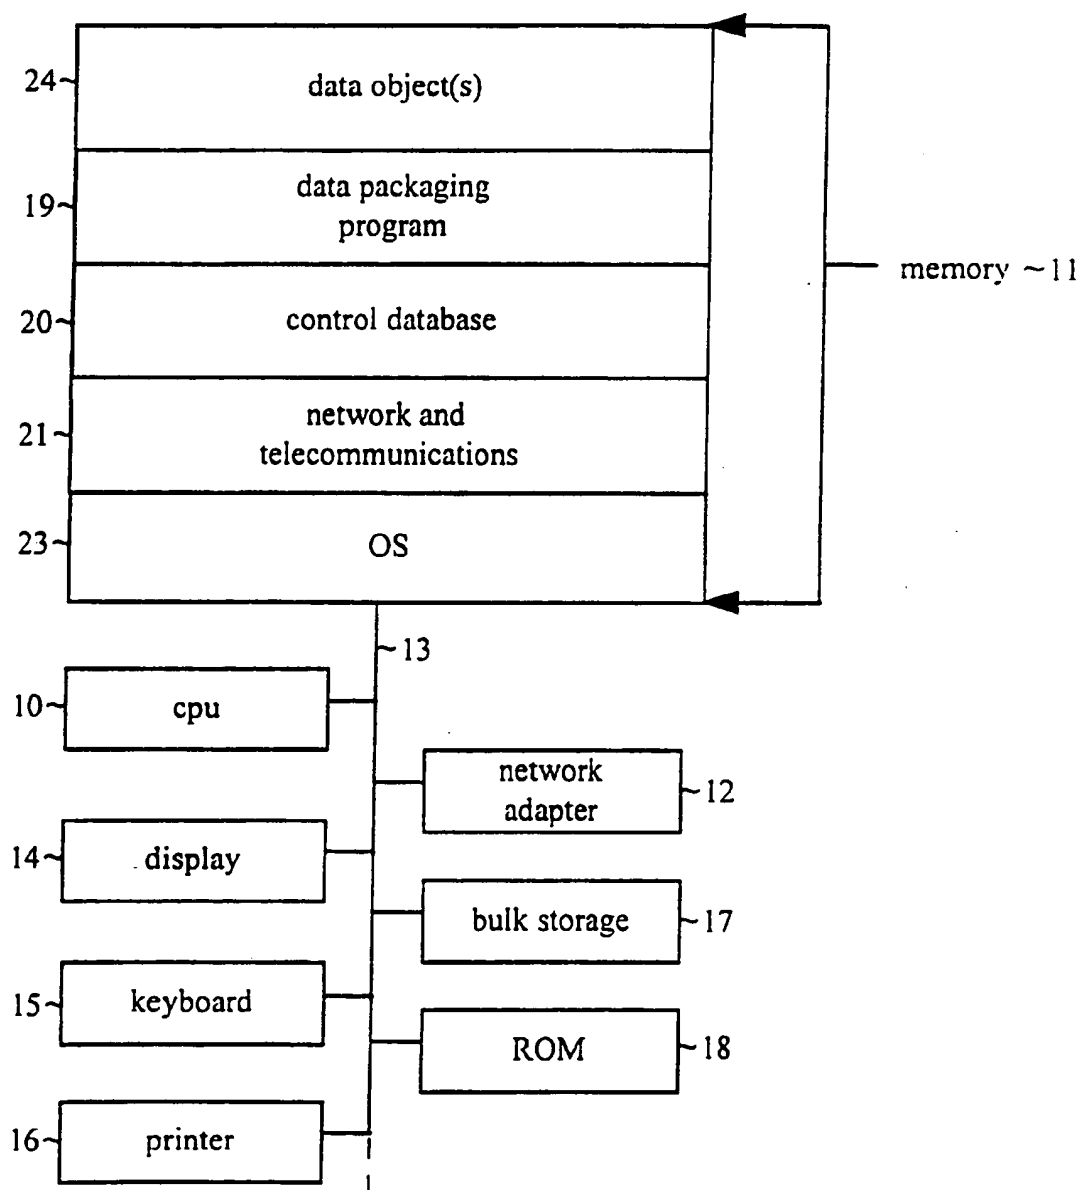 24~ data object(s)
19~ data packaging
program
memory ~11
20~ control database
21~ network and
telecommunications
23~ OS
~13
10~ cpu
network
adapter ~12
14~ display
bulk storage ~17
15~ keyboard
ROM ~18
16~ printer